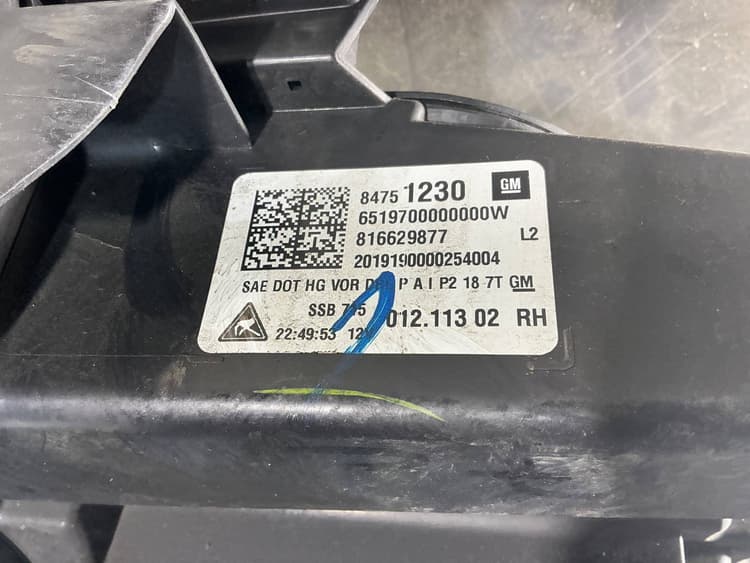 8475 1230 GM
6519700000000W
816629877 L2
2019190000254004
SAE DOT HG VOR P A I P2 18 7T GM
SSB
22:49:53 012.113 02 RH